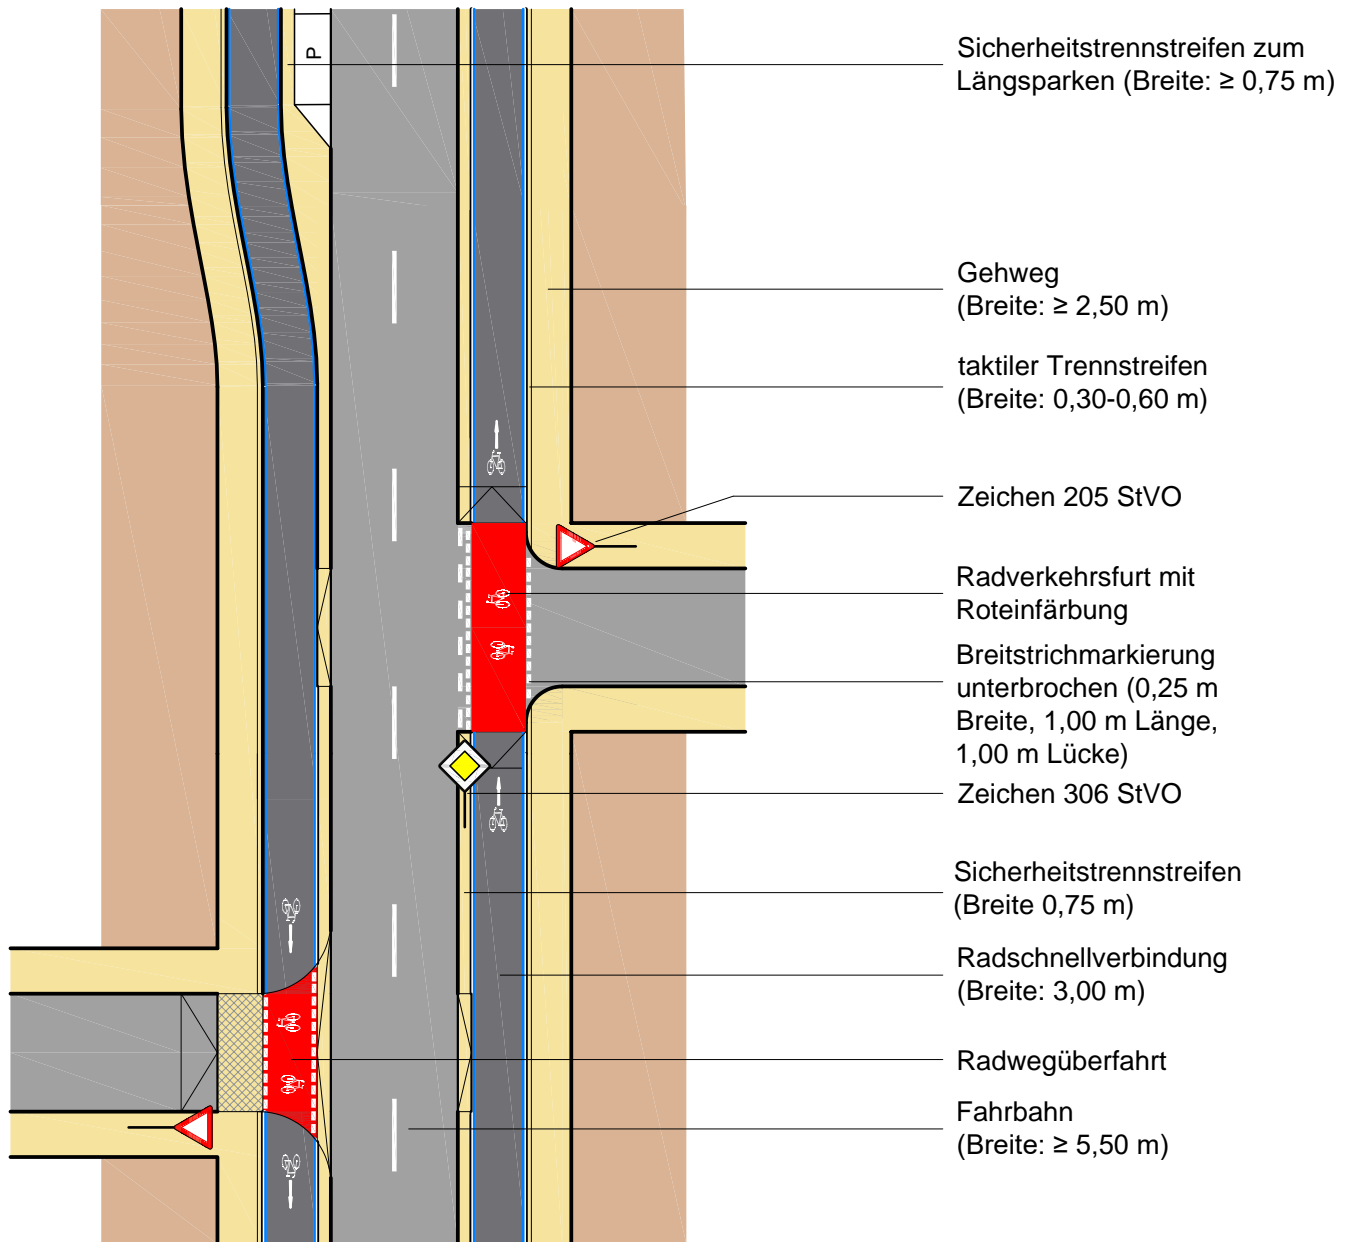 P
Sicherheitstrennstreifen zum
Längsparken (Breite: ≥ 0,75 m)
Gehweg
(Breite: ≥ 2,50 m)
taktiler Trennstreifen
(Breite: 0,30-0,60 m)
Zeichen 205 StVO
Radverkehrsfurt mit
Roteinfärbung
Breitstrichmarkierung
unterbrochen (0,25 m
Breite, 1,00 m Länge,
1,00 m Lücke)
Zeichen 306 StVO
Sicherheitstrennstreifen
(Breite 0,75 m)
Radschnellverbindung
(Breite: 3,00 m)
Radwegüberfahrt
Fahrbahn
(Breite: ≥ 5,50 m)